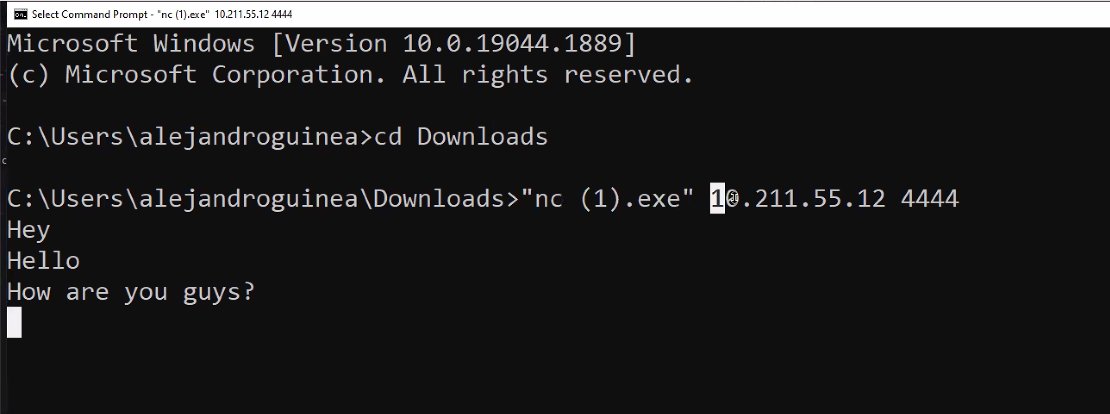 Select Command Prompt - "nc (1).exe" 10.211.55.12 4444
Microsoft Windows [Version 10.0.19044.1889]
(c) Microsoft Corporation. All rights reserved.
C:\Users\alejandroguinea>cd Downloads
C:\Users\alejandroguinea\Downloads>"nc (1).exe" 10.211.55.12 4444
Hey
Hello
How are you guys?